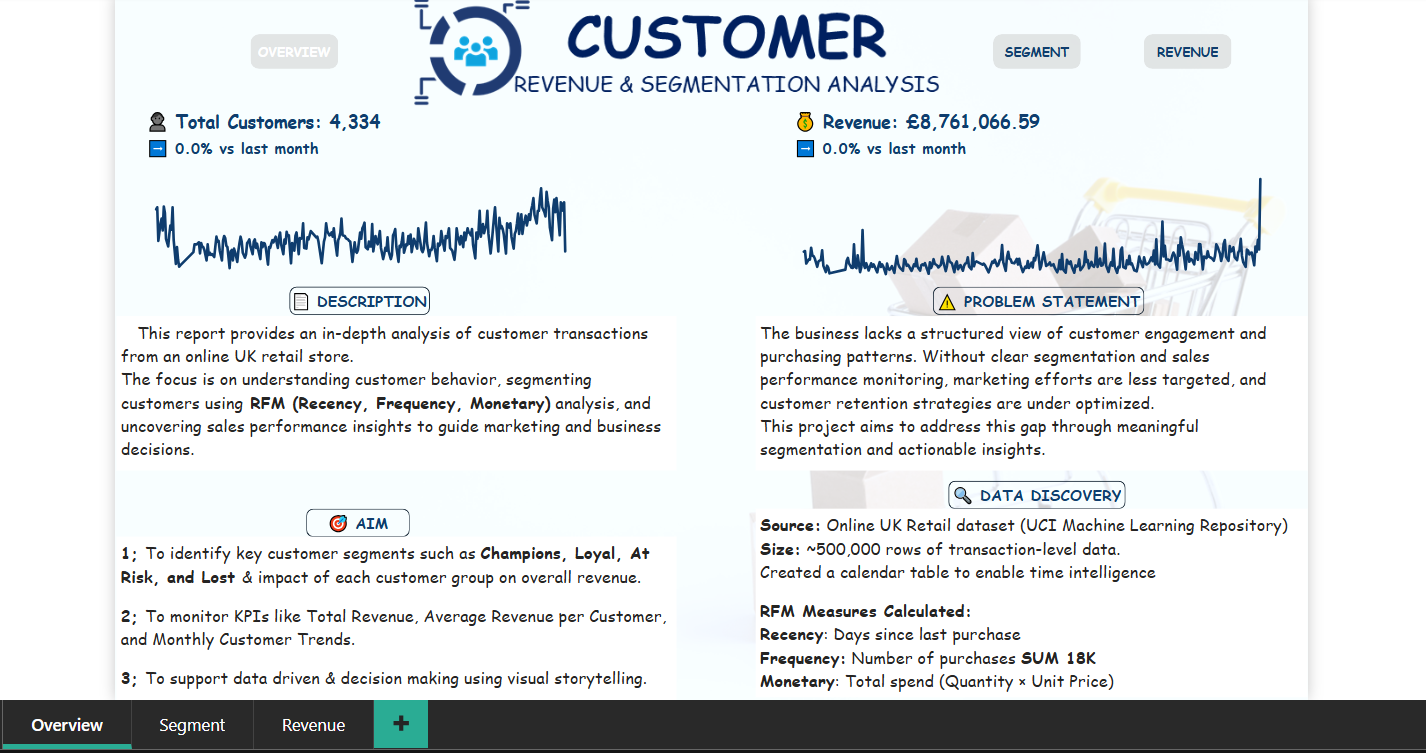 OVERVIEW
CUSTOMER
REVENUE & SEGMENTATION ANALYSIS
SEGMENT
REVENUE
Total Customers: 4,334
0.0% vs last month
Revenue: £8,761,066.59
0.0% vs last month
DESCRIPTION
This report provides an in-depth analysis of customer transactions
from an online UK retail store.
The focus is on understanding customer behavior, segmenting
customers using RFM (Recency, Frequency, Monetary) analysis, and
uncovering sales performance insights to guide marketing and business
decisions.
PROBLEM STATEMENT
The business lacks a structured view of customer engagement and
purchasing patterns. Without clear segmentation and sales
performance monitoring, marketing efforts are less targeted, and
customer retention strategies are under optimized.
This project aims to address this gap through meaningful
segmentation and actionable insights.
AIM
1; To identify key customer segments such as Champions, Loyal, At
Risk, and Lost & impact of each customer group on overall revenue.
2; To monitor KPIs like Total Revenue, Average Revenue per Customer,
and Monthly Customer Trends.
3; To support data driven & decision making using visual storytelling.
DATA DISCOVERY
Source: Online UK Retail dataset (UCI Machine Learning Repository)
Size: ~500,000 rows of transaction-level data.
Created a calendar table to enable time intelligence
RFM Measures Calculated:
Recency: Days since last purchase
Frequency: Number of purchases SUM 18K
Monetary: Total spend (Quantity × Unit Price)
Overview
Segment
Revenue
+